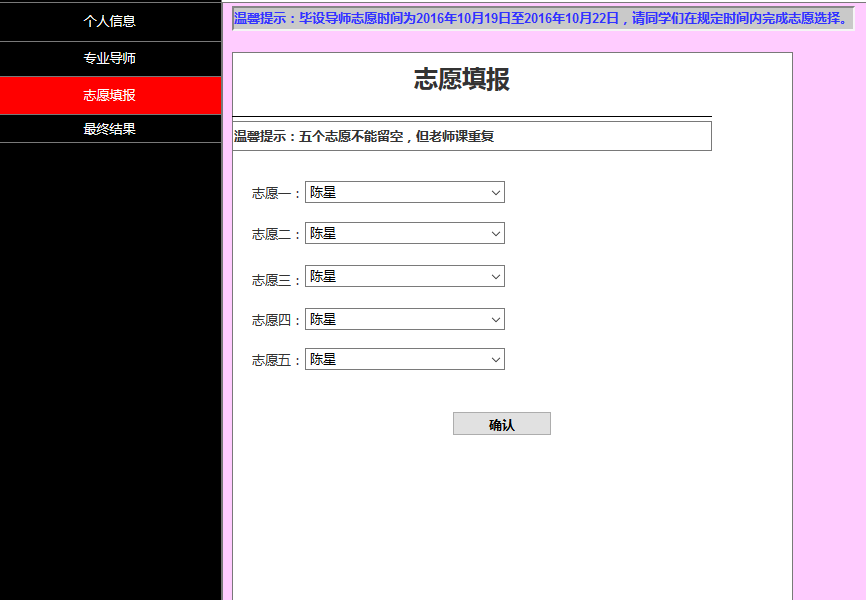 个人信息
专业导师
志愿填报
最终结果
温馨提示：毕设导师志愿时间为2016年10月19日至2016年10月22日，请同学们在规定时间内完成志愿选择。
志愿填报
温馨提示：五个志愿不能留空，但老师课重复
志愿一：陈星
志愿二：陈星
志愿三：陈星
志愿四：陈星
志愿五：陈星
确认